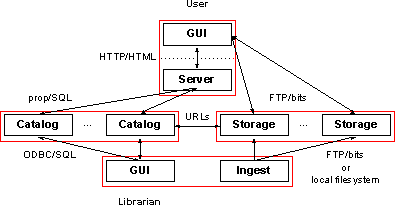 User
GUI
HTTP/HTML
Server
prop/SQL
FTP/bits
Catalog ... Catalog
URLs
Storage ... Storage
ODBC/SQL
GUI
Ingest
FTP/bits
or
local filesystem
Librarian